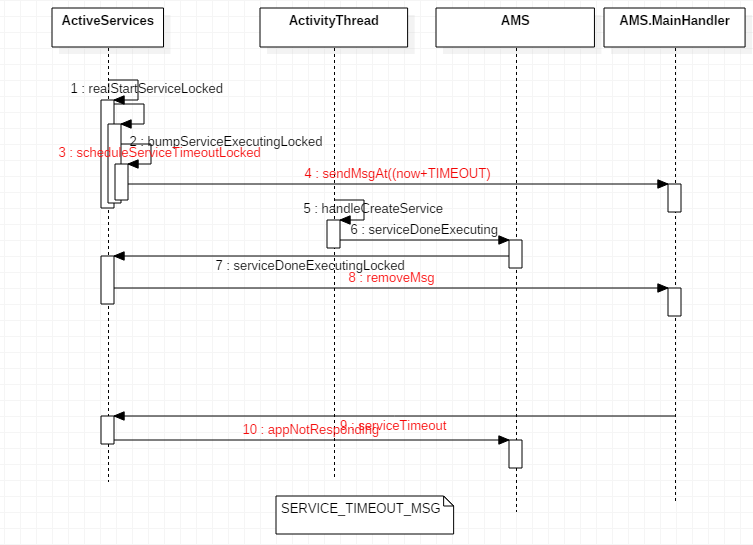 ActiveServices
ActivityThread
AMS
AMS.MainHandler
1 : realStartServiceLocked
2 : bumpServiceExecutingLocked
3 : scheduleServiceTimeoutLocked
4 : sendMsgAt((now+TIMEOUT)
5 : handleCreateService
6 : serviceDoneExecuting
7 : serviceDoneExecutingLocked
8 : removeMsg
9 : serviceTimeout
10 : appNotResponding
SERVICE_TIMEOUT_MSG